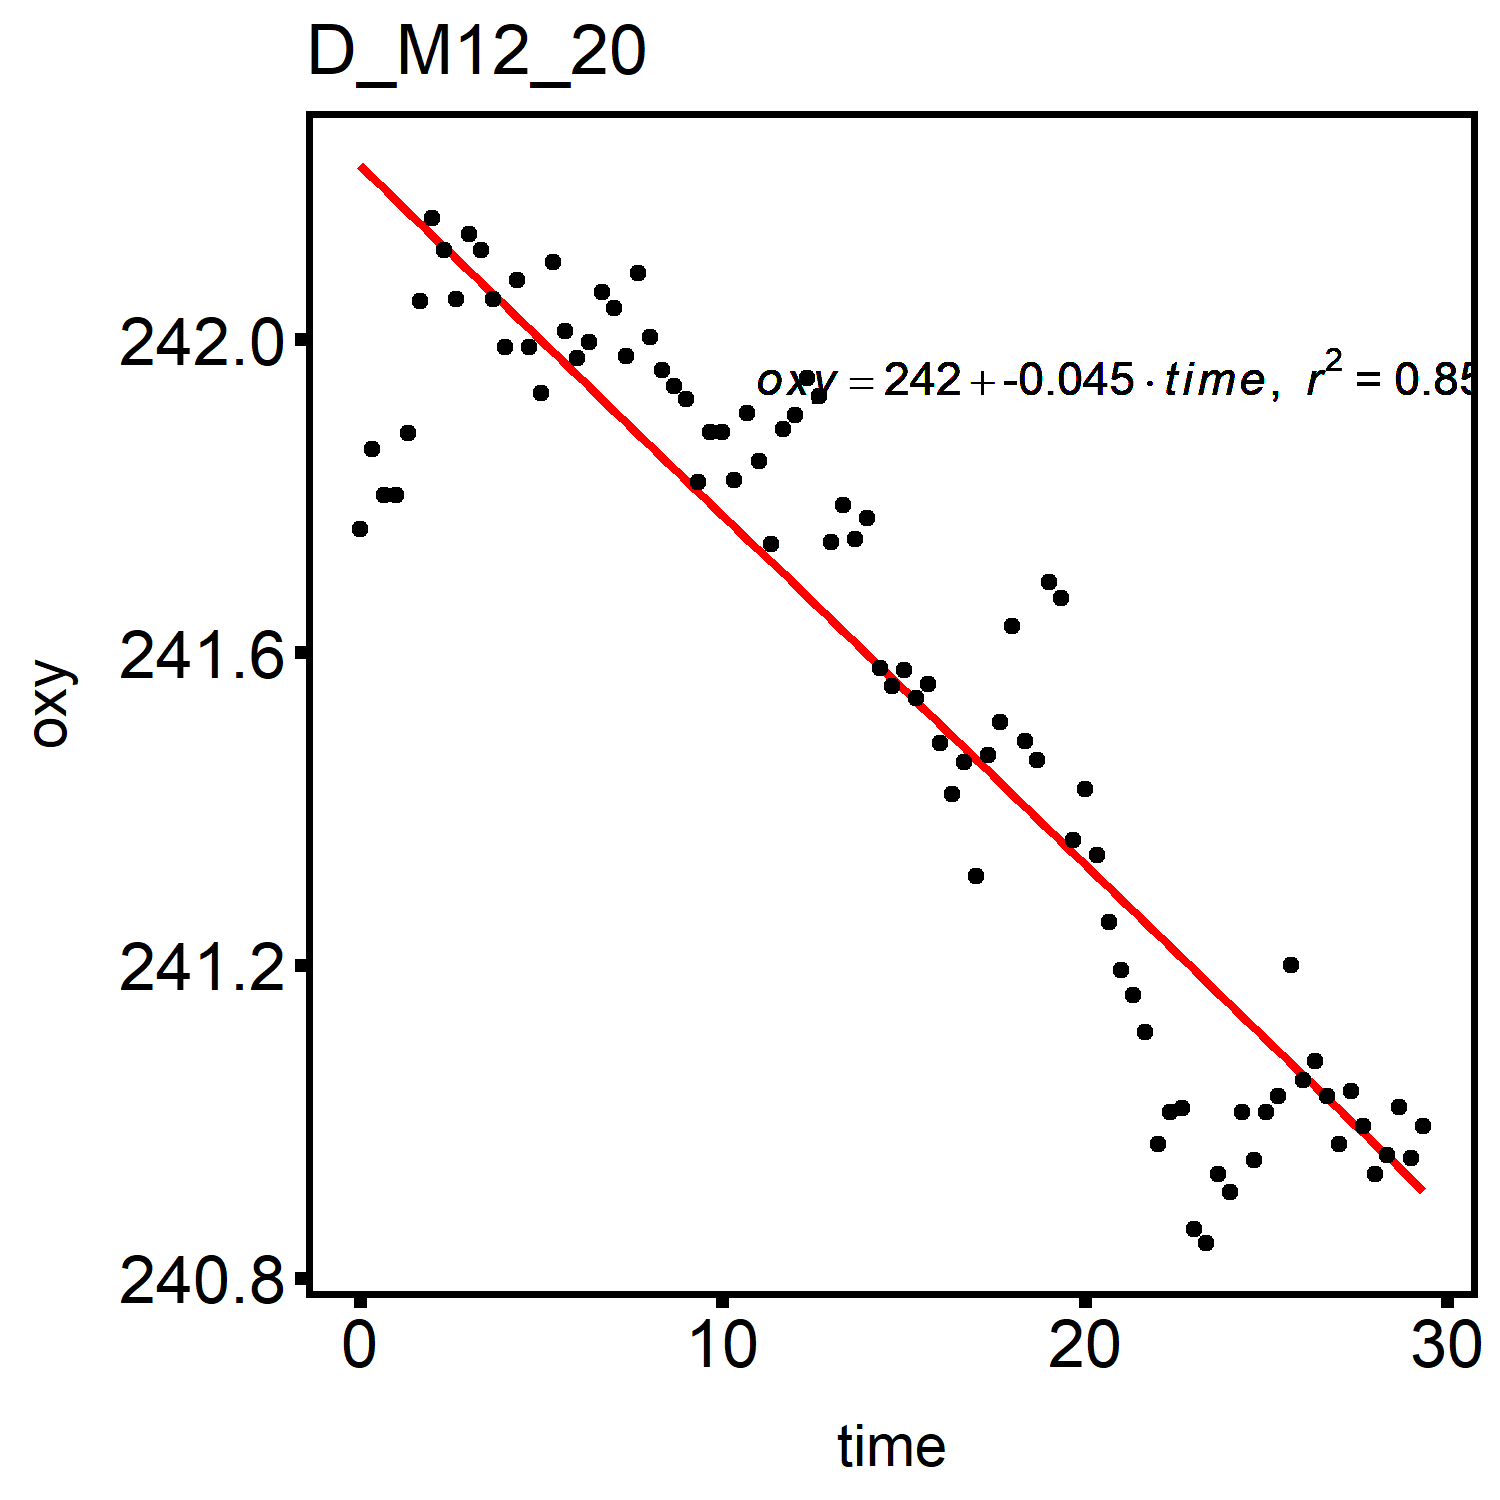 D_M12_20
oxy = 242 + -0.045 · time, r² = 0.85
242.0
241.6
241.2
240.8
oxy
0 10 20 30
time